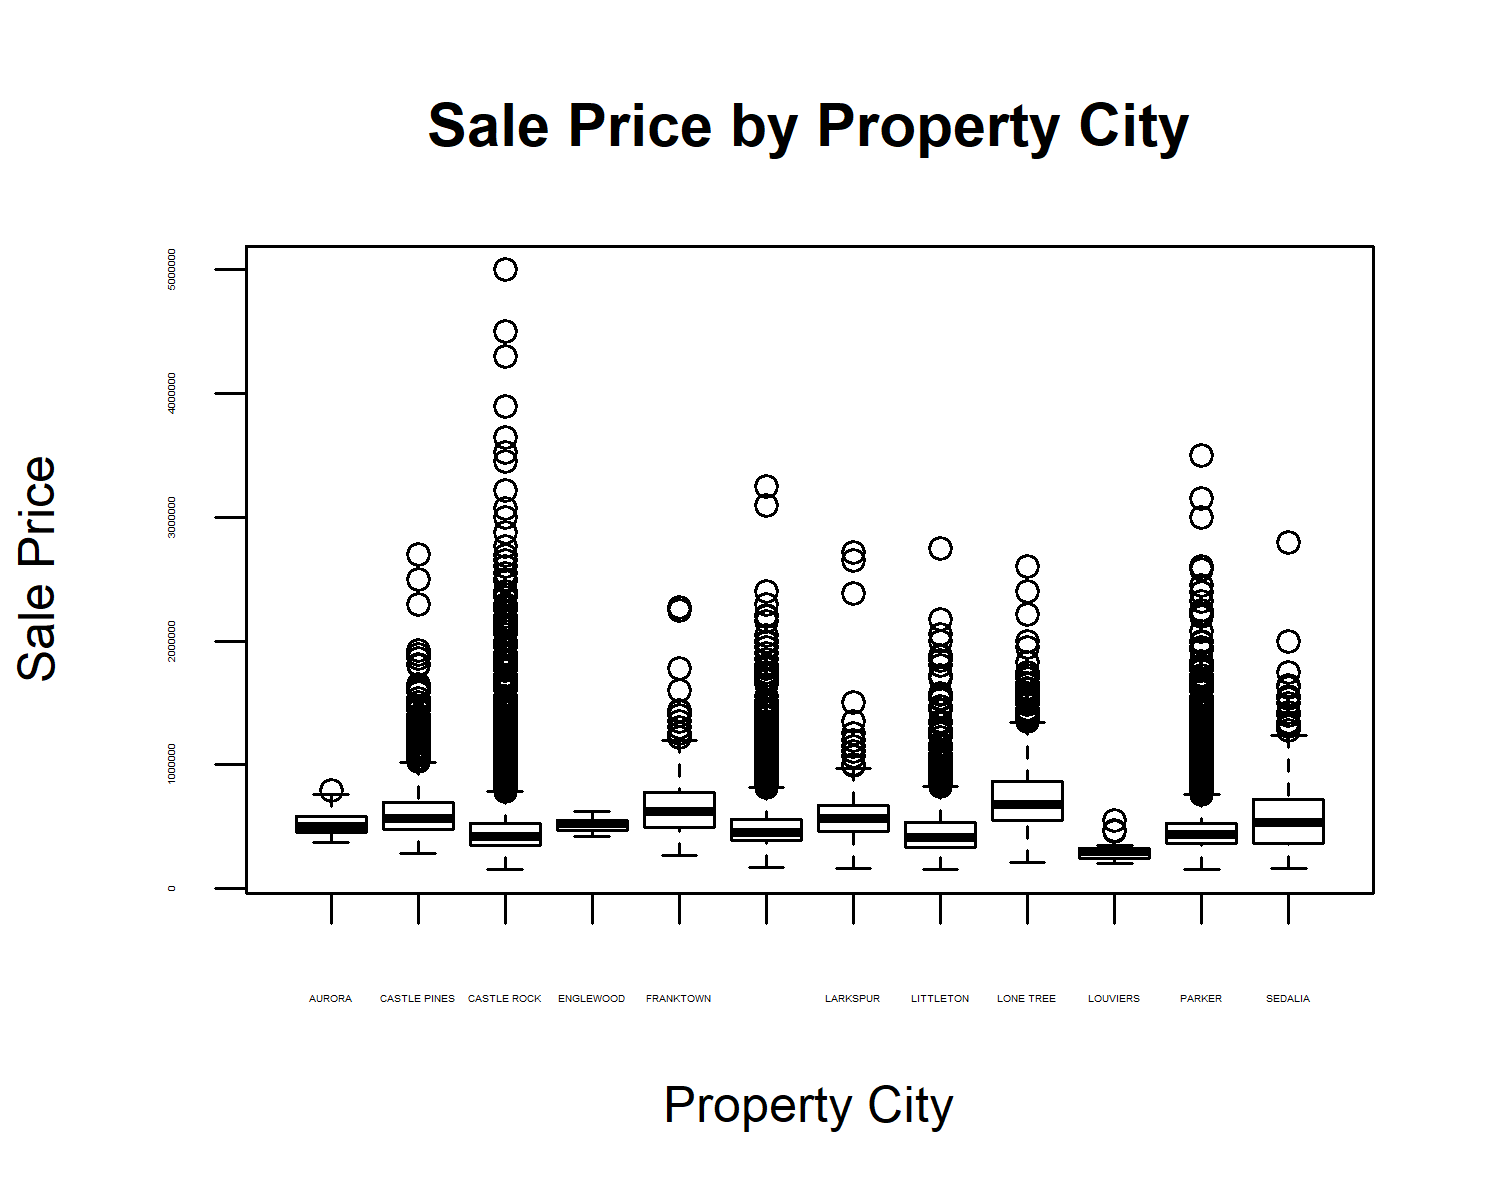 Sale Price by Property City
Sale Price
5000000
4000000
3000000
2000000
1000000
0
AURORA CASTLE PINES CASTLE ROCK ENGLEWOOD FRANKTOWN LARKSPUR LITTLETON LONE TREE LOUVIERS PARKER SEDALIA
Property City